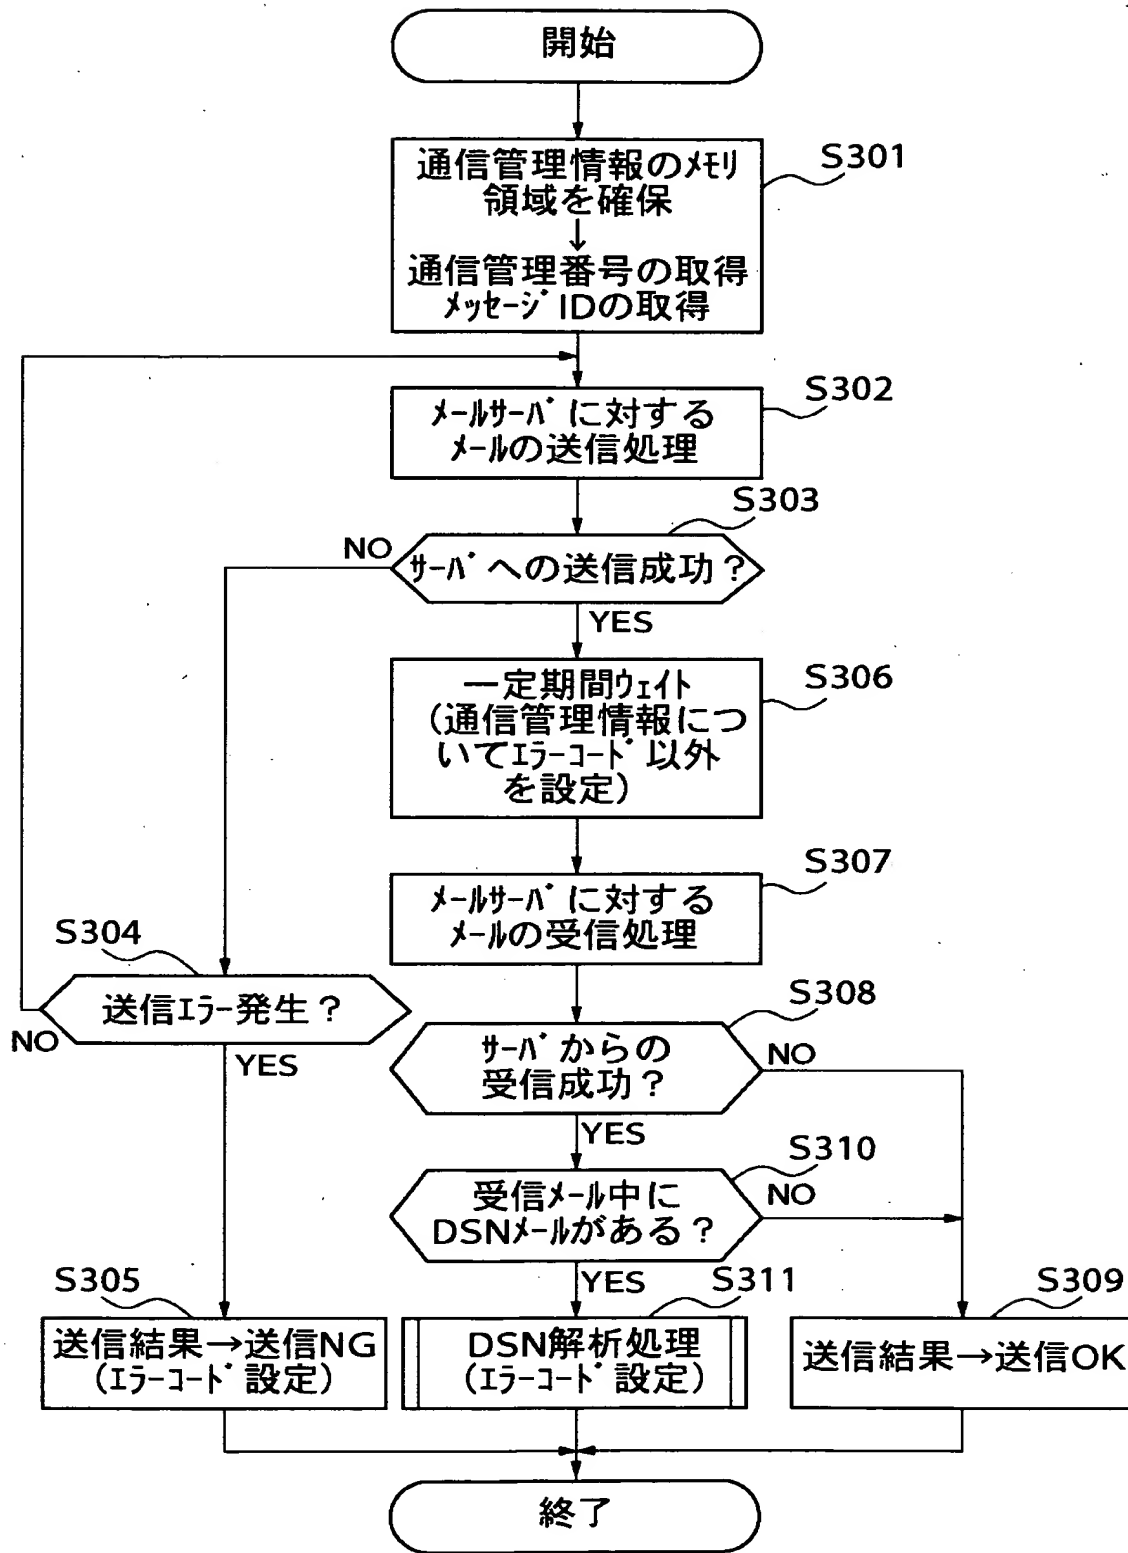 開始
S301
通信管理情報のﾒﾓﾘ
領域を確保
↓
通信管理番号の取得
ﾒｯｾｰｼﾞIDの取得
S302
ﾒｰﾙｻｰﾊﾞに対する
ﾒｰﾙの送信処理
S303
NO
ｻｰﾊﾞへの送信成功？
YES
S306
一定期間ｳｪｲﾄ
(通信管理情報につ
いてｴﾗｰｺｰﾄﾞ以外
を設定)
S307
ﾒｰﾙｻｰﾊﾞに対する
ﾒｰﾙの受信処理
S304
送信ｴﾗｰ発生？
NO
YES
S308
ｻｰﾊﾞからの
受信成功？
NO
YES
S310
受信ﾒｰﾙ中に
DSNﾒｰﾙがある？
NO
YES
S305
送信結果→送信NG
(ｴﾗｰｺｰﾄﾞ設定)
S311
DSN解析処理
(ｴﾗｰｺｰﾄﾞ設定)
S309
送信結果→送信OK
終了